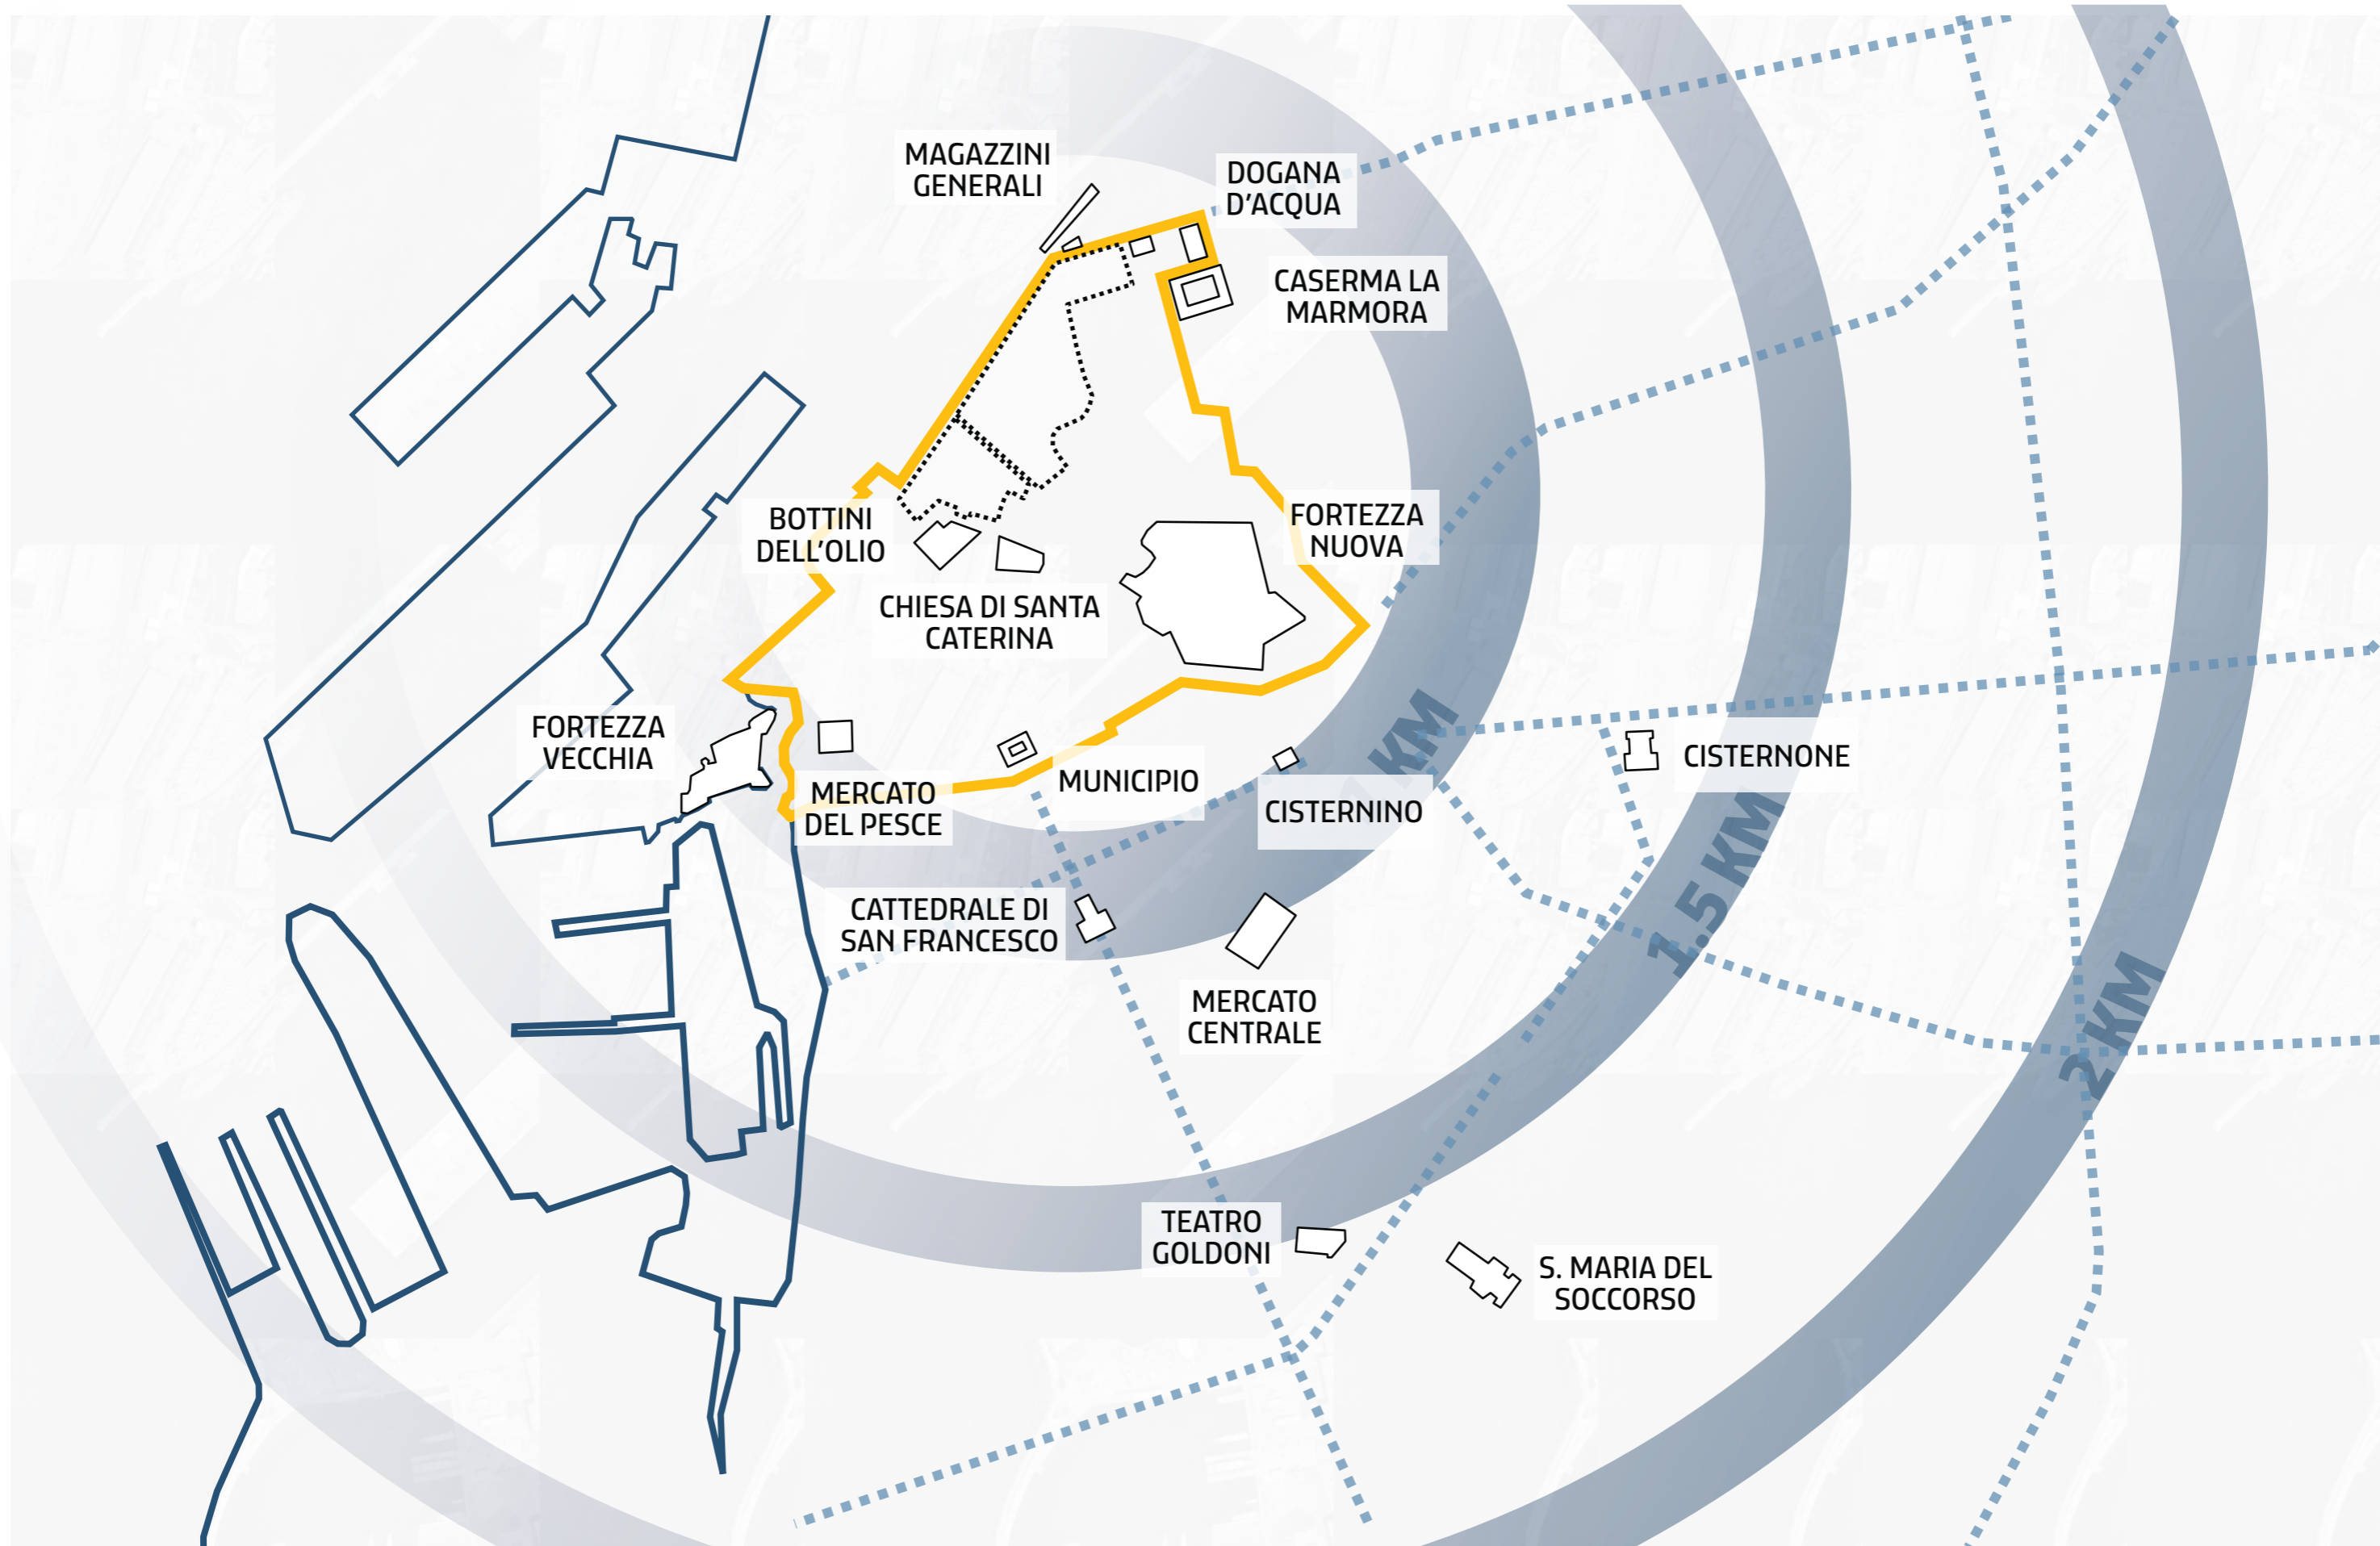 MAGAZZINI
GENERALI
DOGANA
D'ACQUA
CASERMA LA
MARMORA
BOTTINI
DELL'OLIO
FORTEZZA
NUOVA
CHIESA DI SANTA
CATERINA
FORTEZZA
VECCHIA
MERCATO
DEL PESCE
MUNICIPIO
CISTERNINO
1 KM
CISTERNONE
1.5 KM
CATTEDRALE DI
SAN FRANCESCO
MERCATO
CENTRALE
2 KM
TEATRO
GOLDONI
S. MARIA DEL
SOCCORSO